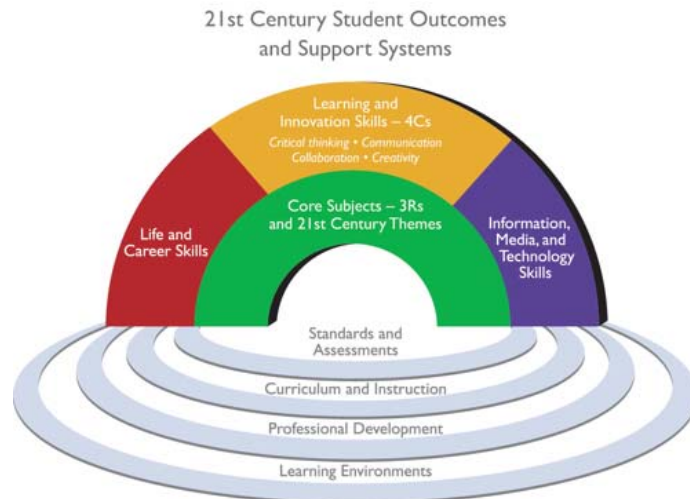 21st Century Student Outcomes
and Support Systems
Learning and
Innovation Skills – 4Cs
Critical thinking • Communication
Collaboration • Creativity
Core Subjects – 3Rs
and 21st Century Themes
Life and
Career Skills
Information,
Media, and
Technology
Skills
Standards and
Assessments
Curriculum and Instruction
Professional Development
Learning Environments